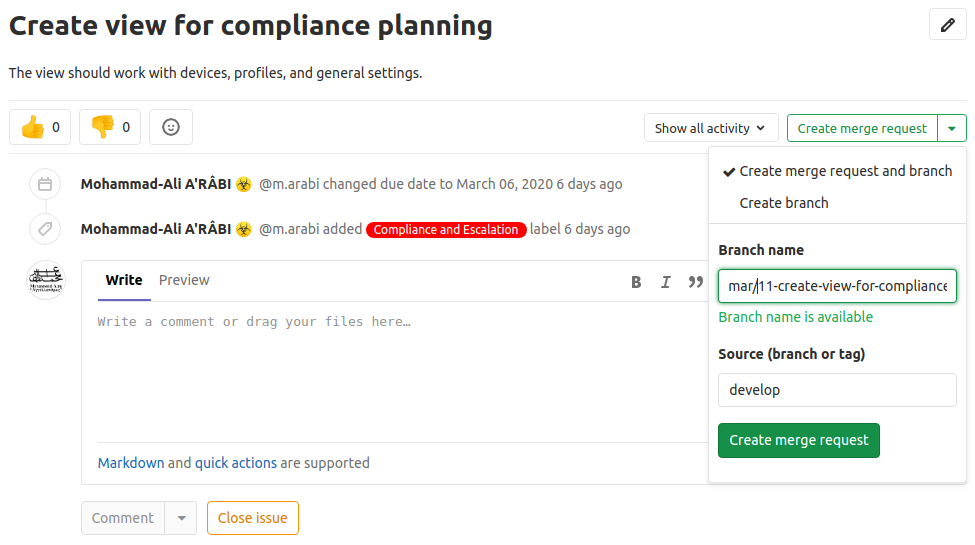 Create view for compliance planning
The view should work with devices, profiles, and general settings.
0
0
Show all activity
Create merge request
Create merge request and branch
Create branch
Mohammad-Ali A'RÂBI ☣ @m.arabi changed due date to March 06, 2020 6 days ago
Mohammad-Ali A'RÂBI ☣ @m.arabi added Compliance and Escalation label 6 days ago
Branch name
mar/11-create-view-for-compliance
Branch name is available
Source (branch or tag)
develop
Create merge request
Write
Preview
B
I
Write a comment or drag your files here…
Markdown and quick actions are supported
Comment
Close issue